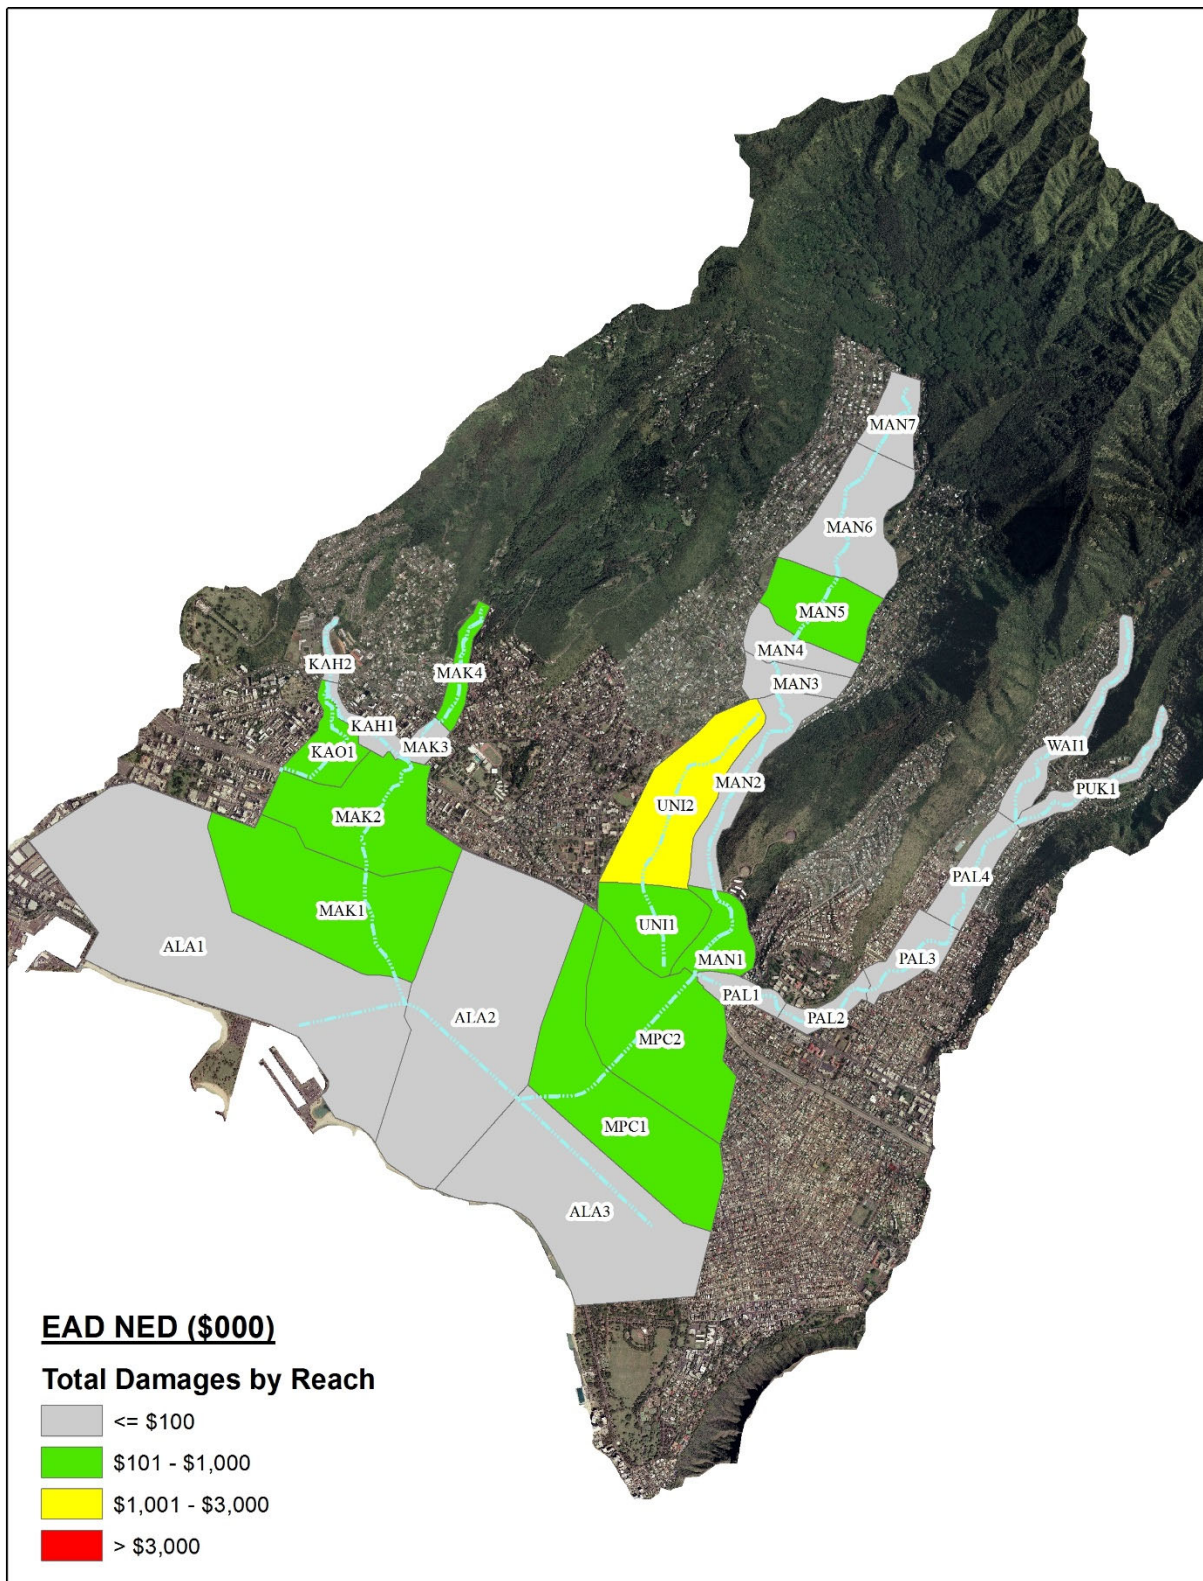 MAN7
MAN6
MAN5
MAN4
MAN3
KAH2
MAK4
KAH1
MAK3
KAO1
WAI1
PUK1
MAN2
UNI2
MAK2
PAL4
MAK1
UNI1
ALA1
MAN1
PAL3
PAL1
PAL2
ALA2
MPC2
MPC1
ALA3
EAD NED ($000)
Total Damages by Reach
<= $100
$101 - $1,000
$1,001 - $3,000
> $3,000